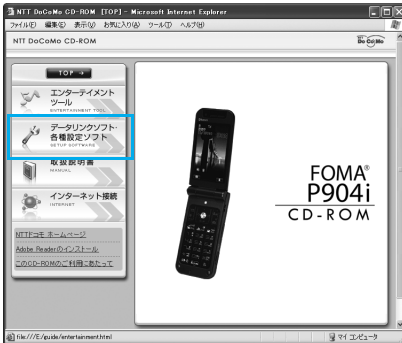 NTT DoCoMo CD-ROM [TOP] - Microsoft Internet Explorer
ファイル(F) 編集(E) 表示(V) お気に入り(A) ツール(T) ヘルプ(H)
NTT DoCoMo CD-ROM
DoCoMo
TOP →
エンターテイメント
ツール
ENTERTAINMENT TOOL
データリンクソフト・
各種設定ソフト
SETUP SOFTWARE
取扱説明書
MANUAL
インターネット接続
INTERNET
FOMA®
P904i
CD-ROM
NTTドコモ ホームページ
Adobe Readerのインストール
このCD-ROMのご利用にあたって
file:///E:/guide/entertainment.html
マイ コンピュータ